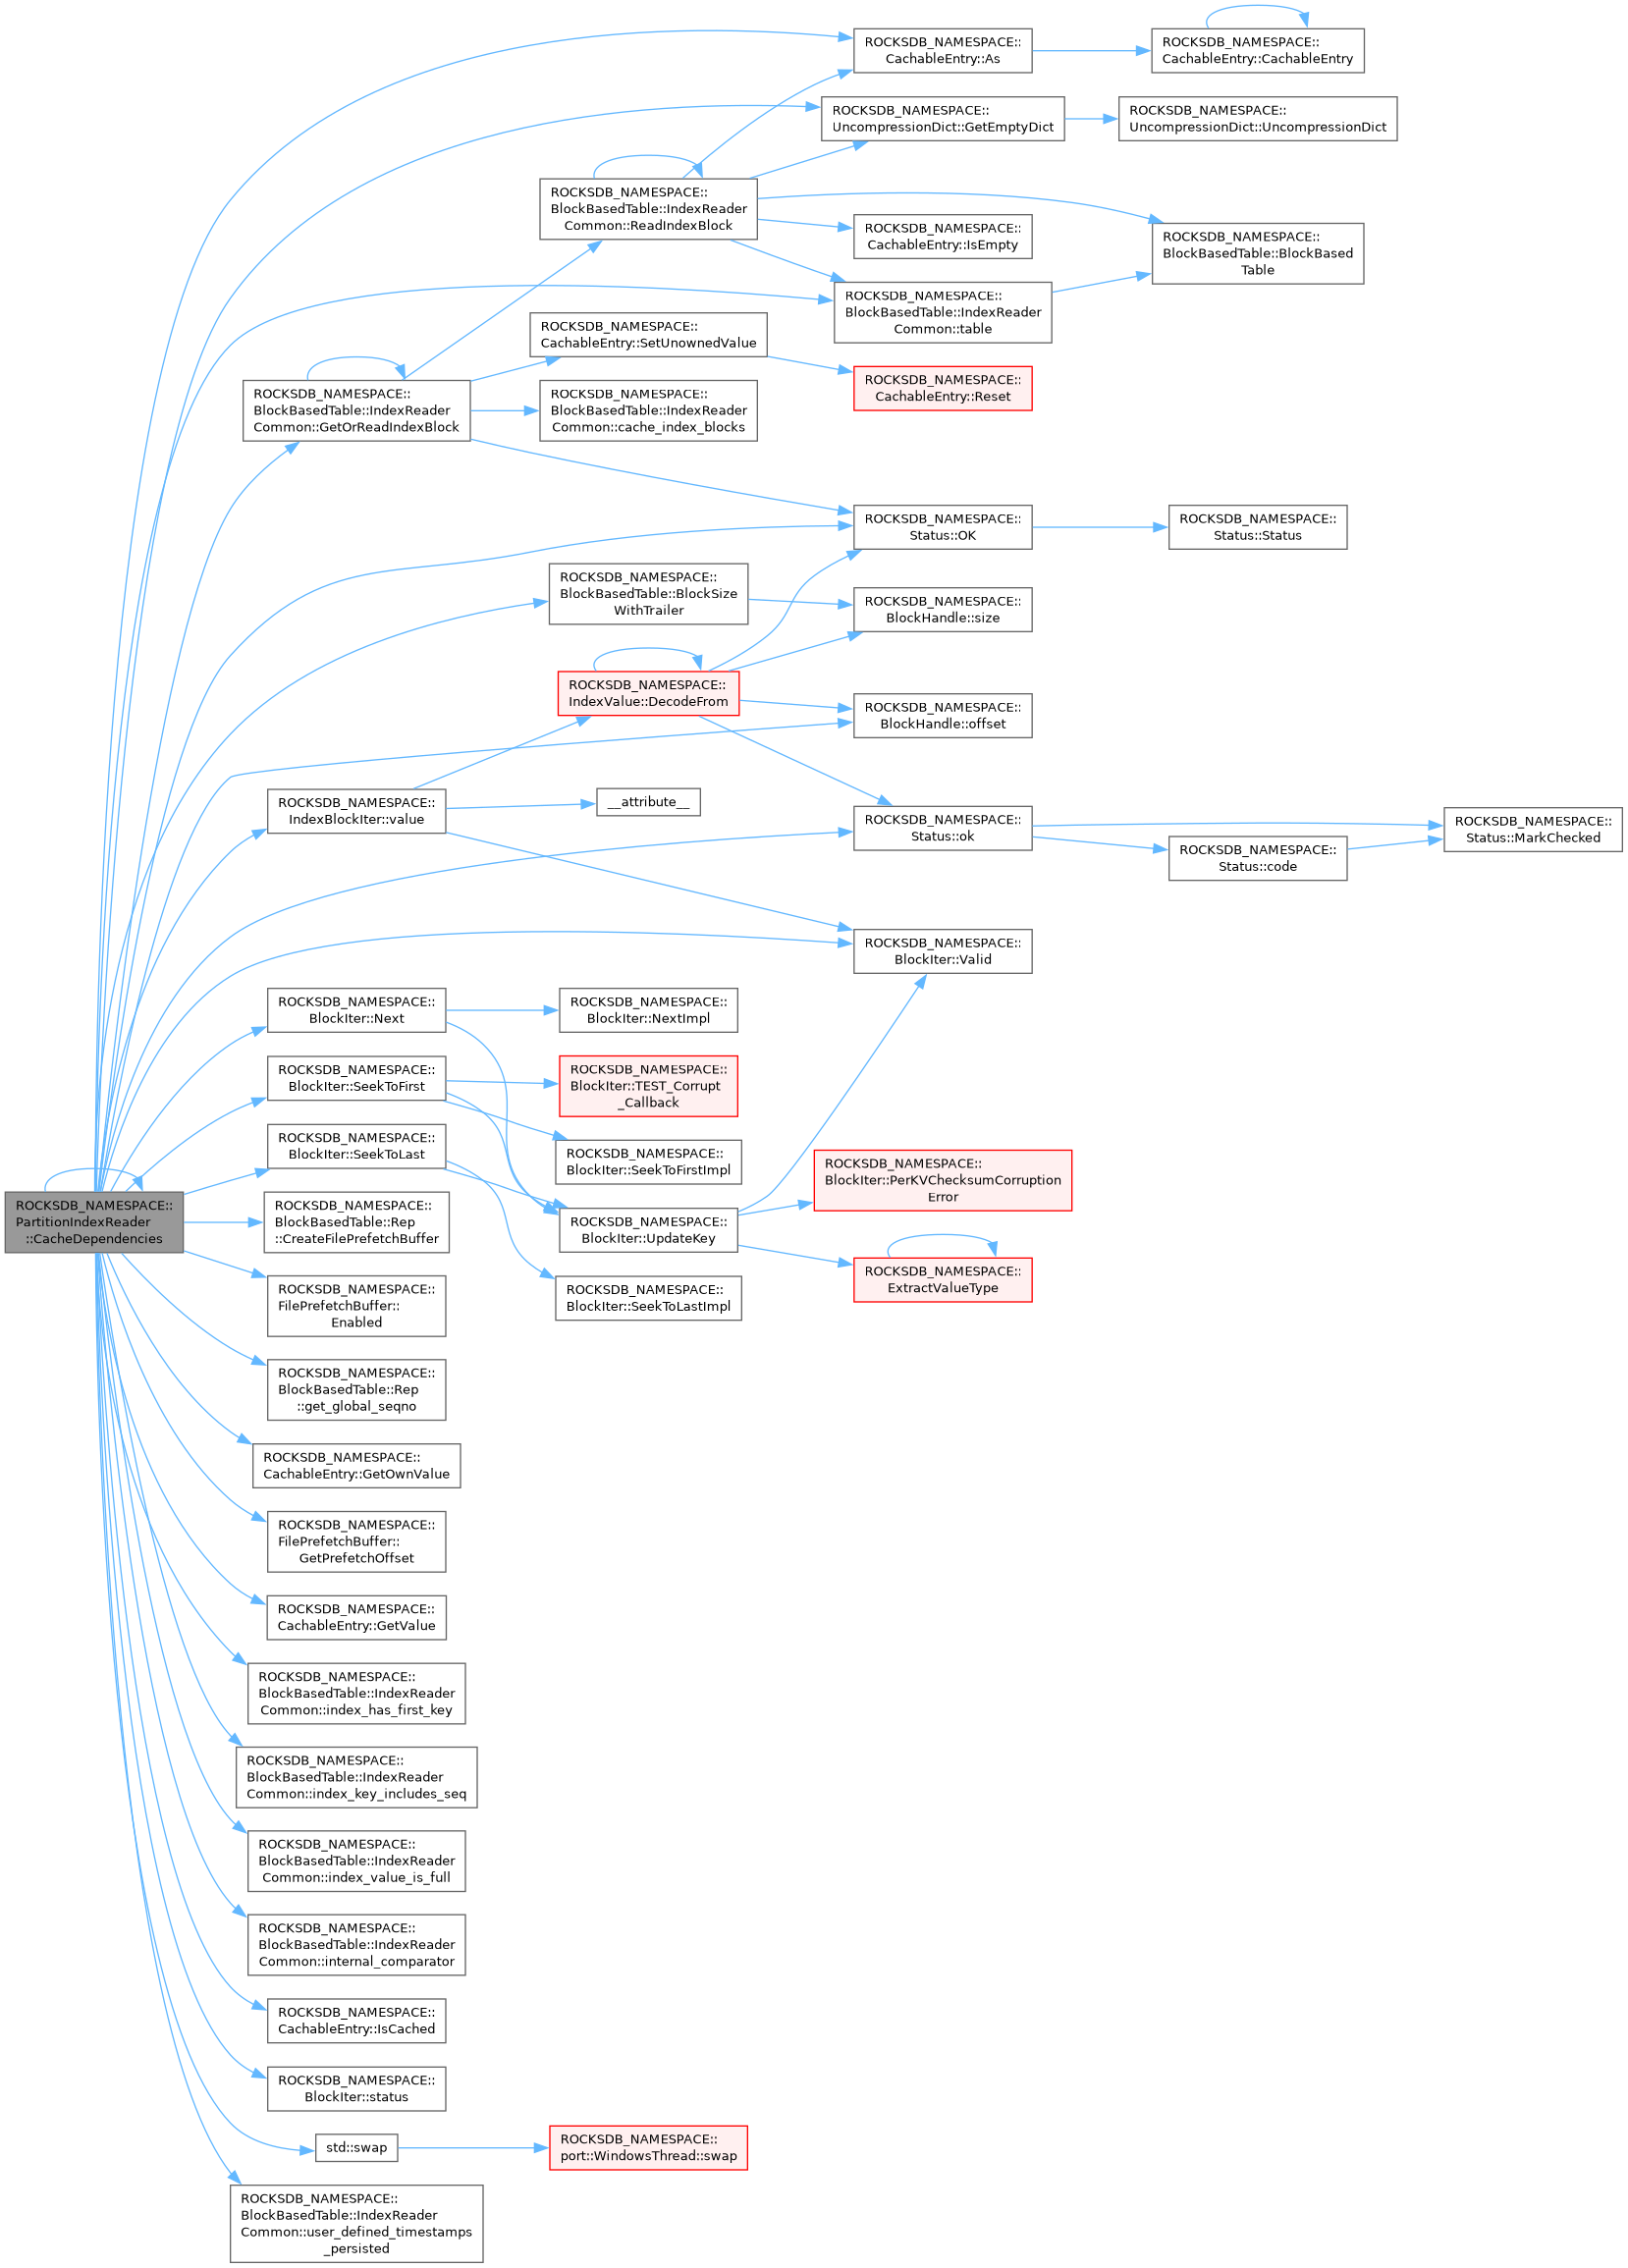 ROCKSDB_NAMESPACE::
CachableEntry::As
ROCKSDB_NAMESPACE::
CachableEntry::CachableEntry
ROCKSDB_NAMESPACE::
UncompressionDict::GetEmptyDict
ROCKSDB_NAMESPACE::
UncompressionDict::UncompressionDict
ROCKSDB_NAMESPACE::
BlockBasedTable::IndexReader
Common::ReadIndexBlock
ROCKSDB_NAMESPACE::
CachableEntry::IsEmpty
ROCKSDB_NAMESPACE::
BlockBasedTable::BlockBased
Table
ROCKSDB_NAMESPACE::
BlockBasedTable::IndexReader
Common::table
ROCKSDB_NAMESPACE::
CachableEntry::SetUnownedValue
ROCKSDB_NAMESPACE::
CachableEntry::Reset
ROCKSDB_NAMESPACE::
BlockBasedTable::IndexReader
Common::GetOrReadIndexBlock
ROCKSDB_NAMESPACE::
BlockBasedTable::IndexReader
Common::cache_index_blocks
ROCKSDB_NAMESPACE::
Status::OK
ROCKSDB_NAMESPACE::
Status::Status
ROCKSDB_NAMESPACE::
BlockBasedTable::BlockSize
WithTrailer
ROCKSDB_NAMESPACE::
BlockHandle::size
ROCKSDB_NAMESPACE::
IndexValue::DecodeFrom
ROCKSDB_NAMESPACE::
BlockHandle::offset
ROCKSDB_NAMESPACE::
IndexBlockIter::value
__attribute__
ROCKSDB_NAMESPACE::
Status::ok
ROCKSDB_NAMESPACE::
Status::MarkChecked
ROCKSDB_NAMESPACE::
Status::code
ROCKSDB_NAMESPACE::
BlockIter::Valid
ROCKSDB_NAMESPACE::
BlockIter::Next
ROCKSDB_NAMESPACE::
BlockIter::NextImpl
ROCKSDB_NAMESPACE::
BlockIter::SeekToFirst
ROCKSDB_NAMESPACE::
BlockIter::TEST_Corrupt
_Callback
ROCKSDB_NAMESPACE::
BlockIter::SeekToLast
ROCKSDB_NAMESPACE::
BlockIter::SeekToFirstImpl
ROCKSDB_NAMESPACE::
BlockIter::PerKVChecksumCorruption
Error
ROCKSDB_NAMESPACE::
PartitionIndexReader
::CacheDependencies
ROCKSDB_NAMESPACE::
BlockBasedTable::Rep
::CreateFilePrefetchBuffer
ROCKSDB_NAMESPACE::
BlockIter::UpdateKey
ROCKSDB_NAMESPACE::
ExtractValueType
ROCKSDB_NAMESPACE::
FilePrefetchBuffer::
Enabled
ROCKSDB_NAMESPACE::
BlockIter::SeekToLastImpl
ROCKSDB_NAMESPACE::
BlockBasedTable::Rep
::get_global_seqno
ROCKSDB_NAMESPACE::
CachableEntry::GetOwnValue
ROCKSDB_NAMESPACE::
FilePrefetchBuffer::
GetPrefetchOffset
ROCKSDB_NAMESPACE::
CachableEntry::GetValue
ROCKSDB_NAMESPACE::
BlockBasedTable::IndexReader
Common::index_has_first_key
ROCKSDB_NAMESPACE::
BlockBasedTable::IndexReader
Common::index_key_includes_seq
ROCKSDB_NAMESPACE::
BlockBasedTable::IndexReader
Common::index_value_is_full
ROCKSDB_NAMESPACE::
BlockBasedTable::IndexReader
Common::internal_comparator
ROCKSDB_NAMESPACE::
CachableEntry::IsCached
ROCKSDB_NAMESPACE::
BlockIter::status
std::swap
ROCKSDB_NAMESPACE::
port::WindowsThread::swap
ROCKSDB_NAMESPACE::
BlockBasedTable::IndexReader
Common::user_defined_timestamps
_persisted